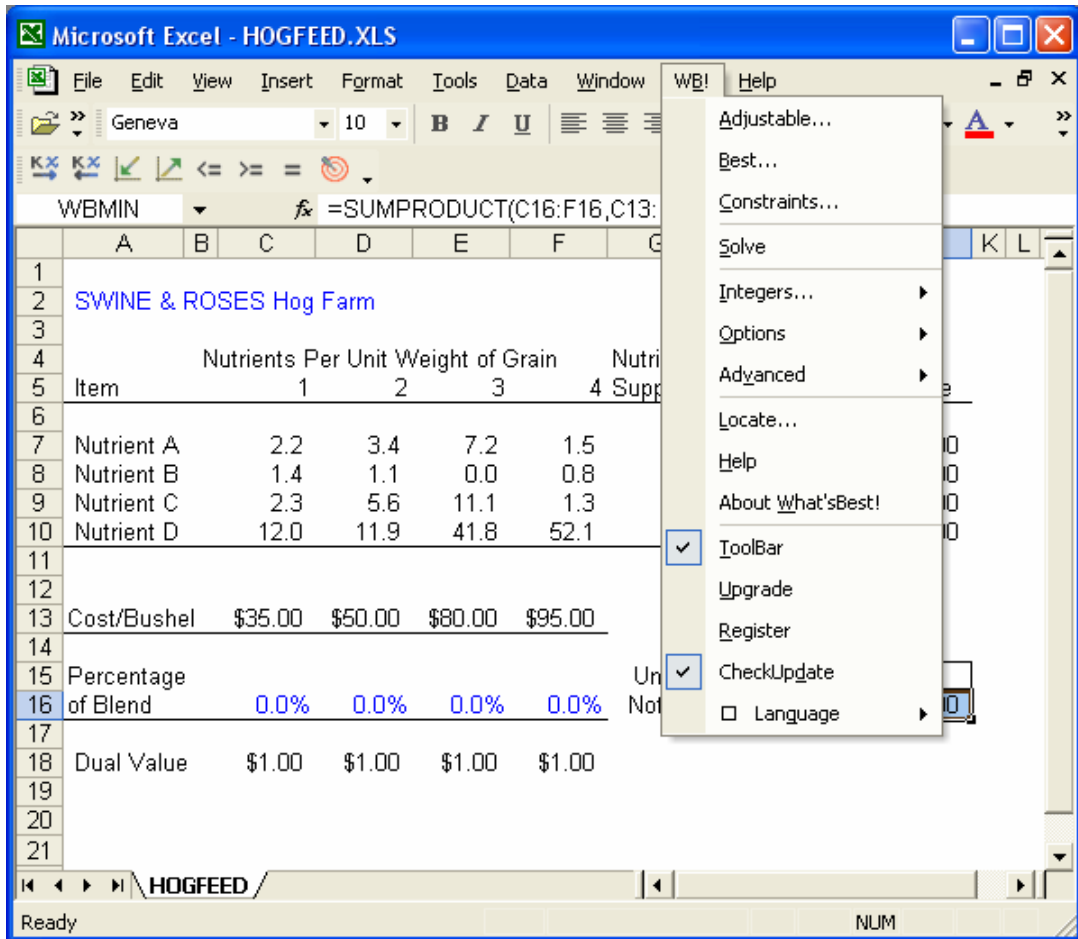 Microsoft Excel - HOGFEED.XLS
File Edit View Insert Format Tools Data Window WB! Help
Geneva 10 B I U A
<= >= =
WBMIN fx =SUMPRODUCT(C16:F16,C13:
A B C D E F K L
1
2 SWINE & ROSES Hog Farm
3
4 Nutrients Per Unit Weight of Grain
5 Item 1 2 3 4
6
7 Nutrient A 2.2 3.4 7.2 1.5
8 Nutrient B 1.4 1.1 0.0 0.8
9 Nutrient C 2.3 5.6 11.1 1.3
10 Nutrient D 12.0 11.9 41.8 52.1
11
12
13 Cost/Bushel $35.00 $50.00 $80.00 $95.00
14
15 Percentage
16 of Blend 0.0% 0.0% 0.0% 0.0%
17
18 Dual Value $1.00 $1.00 $1.00 $1.00
19
20
21
Adjustable...
Best...
Constraints...
Solve
Integers...
Options
Advanced
Locate...
Help
About What'sBest!
ToolBar
Upgrade
Register
CheckUpdate
Language
HOGFEED
Ready NUM